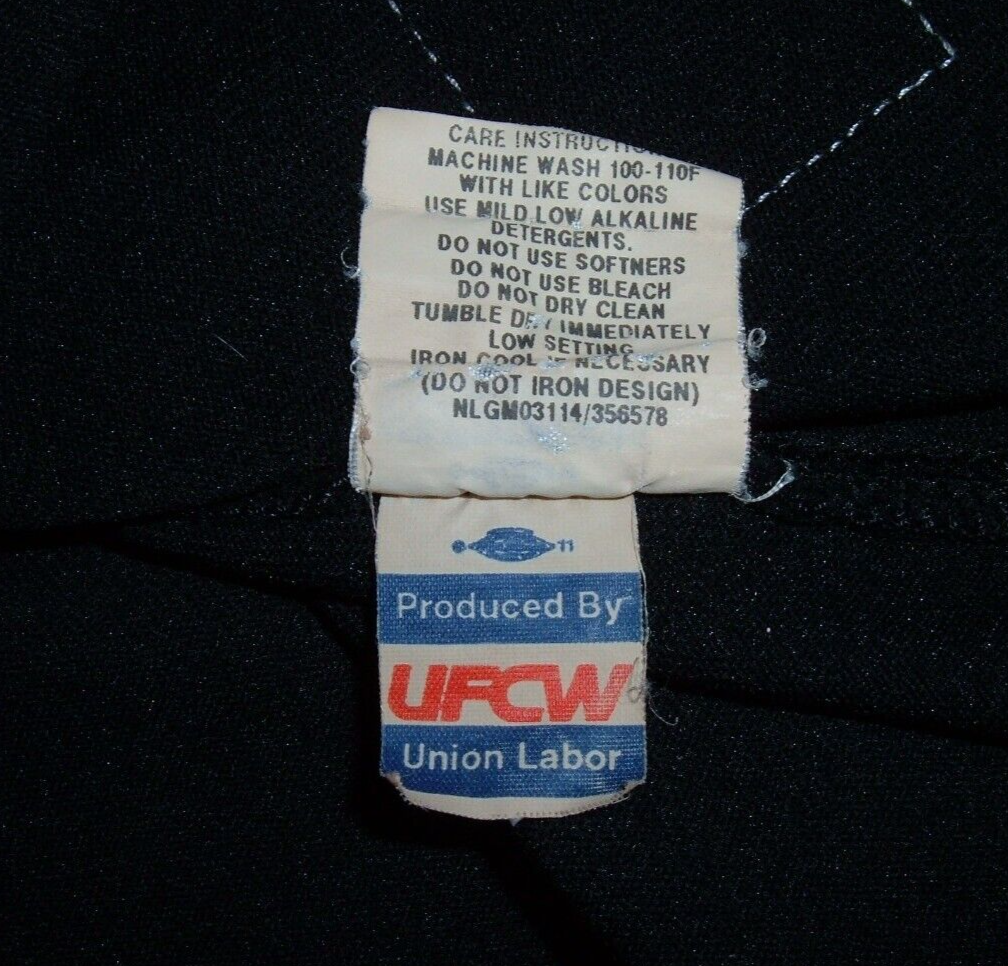 CARE INSTRUC
MACHINE WASH 100-110F
WITH LIKE COLORS
USE MILD LOW ALKALINE
DETERGENTS.
DO NOT USE SOFTNERS
DO NOT USE BLEACH
DO NOT DRY CLEAN
TUMBLE DRY IMMEDIATELY
LOW SETTING
IRON COOL IF NECESSARY
(DO NOT IRON DESIGN)
NLGM03114/356578
11
Produced By
UFCW
Union Labor